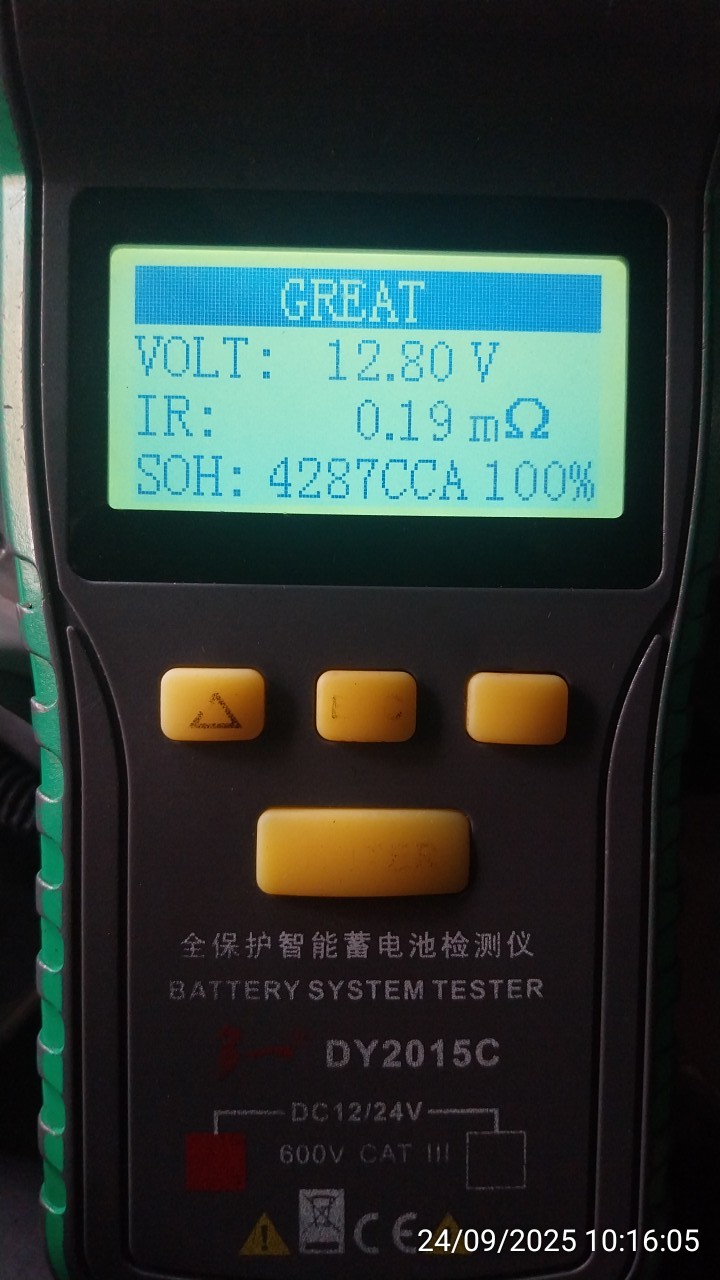 GREAT
VOLT: 12.80 V
IR: 0.19 mΩ
SOH: 4287CCA 100%
全保护智能蓄电池检测仪
BATTERY SYSTEM TESTER
DY2015C
DC12/24V
600V CAT III
CE
24/09/2025 10:16:05